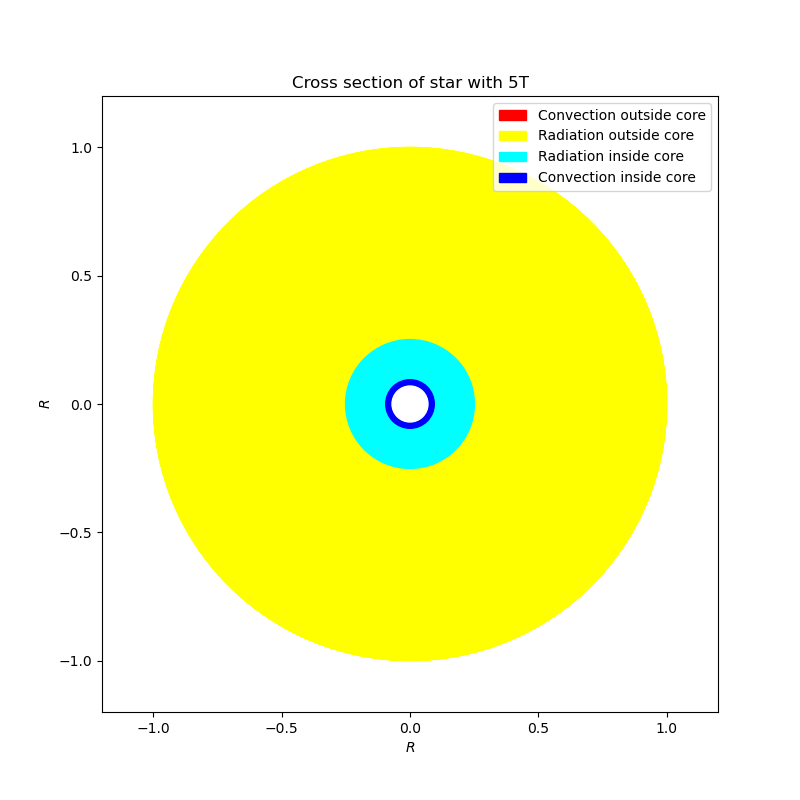 Cross section of star with 5T
Convection outside core
Radiation outside core
Radiation inside core
Convection inside core
1.0
0.5
0.0
−0.5
−1.0
R
−1.0
−0.5
0.0
0.5
1.0
R